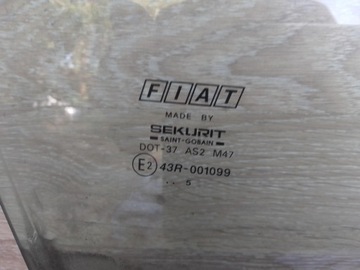 FIAT
MADE BY
SEKURIT
SAINT-GOBAIN
DOT-37 AS2 M47
E2 43R-001099
.. 5